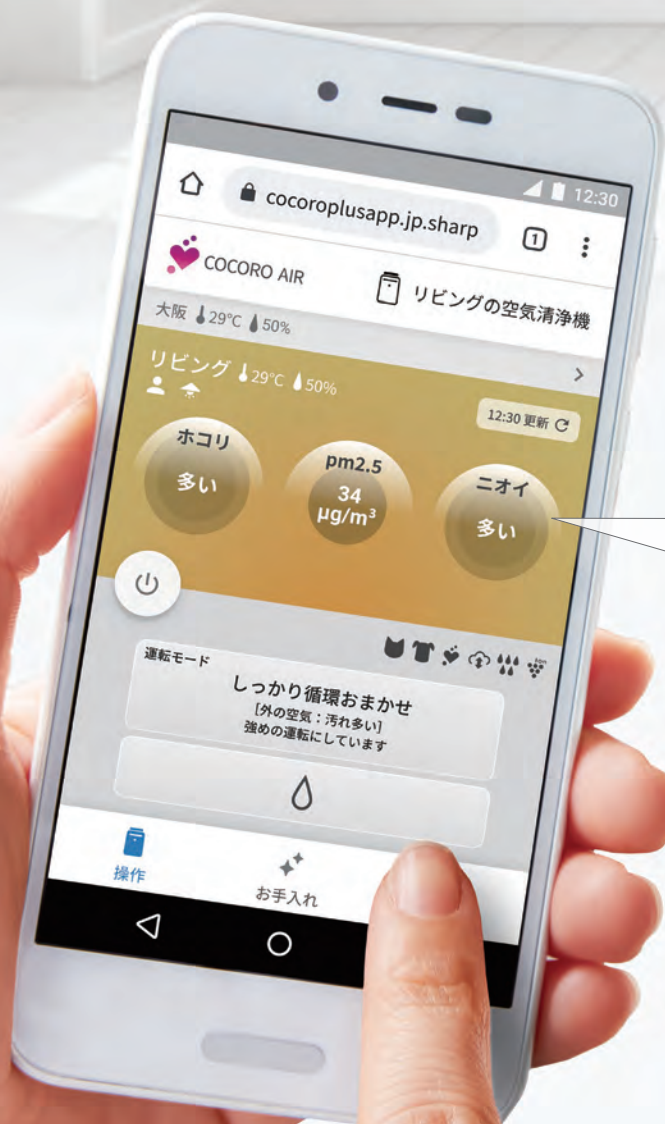 12:30
cocoroplusapp.jp.sharp
1
COCORO AIR
リビングの空気清浄機
大阪 29℃ 50%
リビング 29℃ 50%
12:30 更新
ホコリ
多い
pm2.5
34
μg/m³
ニオイ
多い
運転モード
しっかり循環おまかせ
[外の空気:汚れ多い]
強めの運転にしています
操作
お手入れ